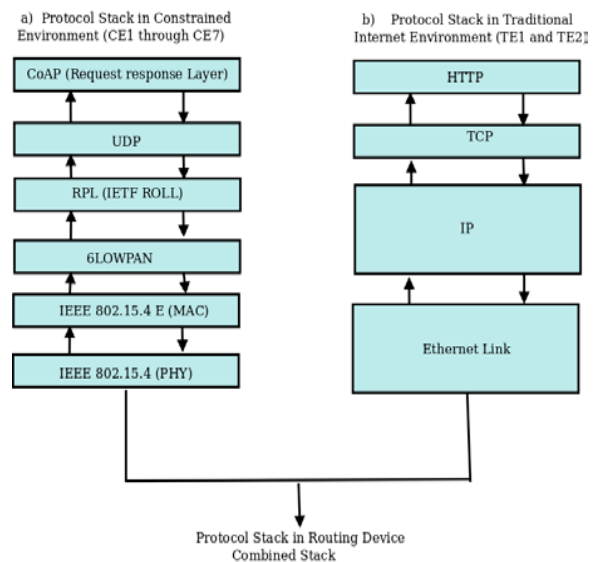 a) Protocol Stack in Constrained
Environment (CE1 through CE7)
CoAP (Request response Layer)
UDP
RPL (IETF ROLL)
6LOWPAN
IEEE 802.15.4 E (MAC)
IEEE 802.15.4 (PHY)
b) Protocol Stack in Traditional
Internet Environment (TE1 and TE2]
HTTP
TCP
IP
Ethernet Link
Protocol Stack in Routing Device
Combined Stack